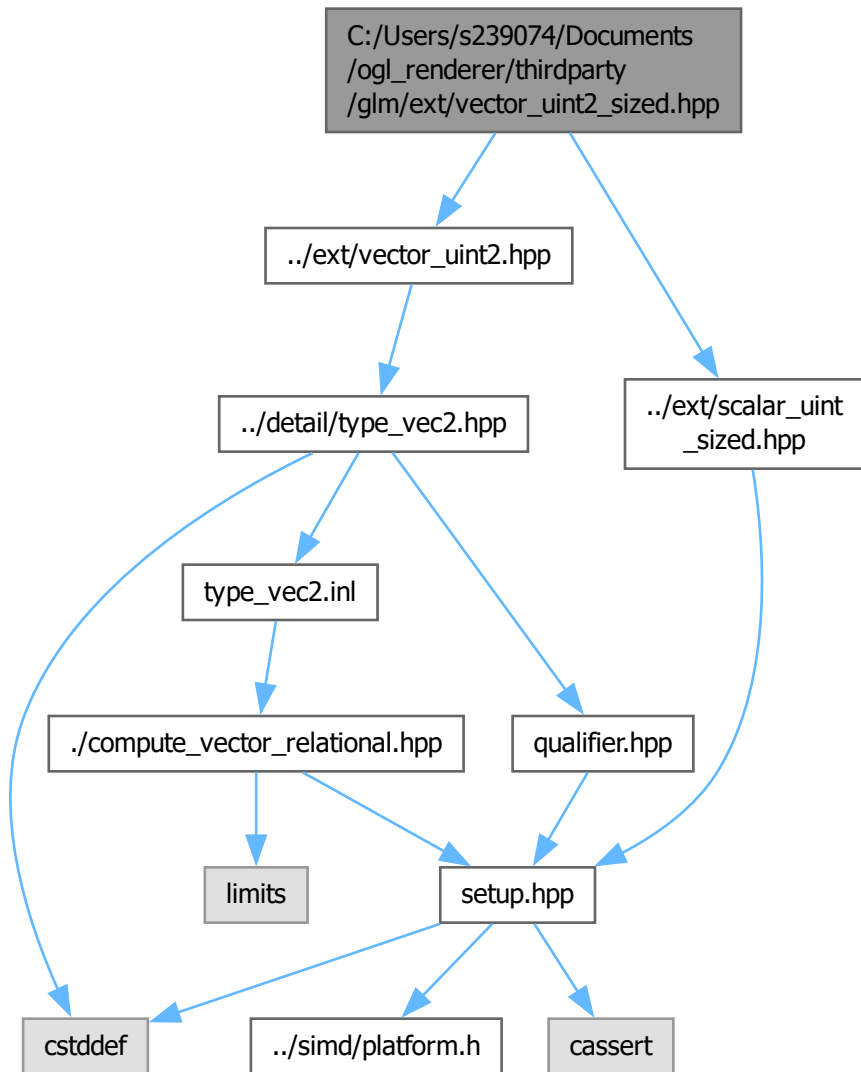 C:/Users/s239074/Documents
/ogl_renderer/thirdparty
/glm/ext/vector_uint2_sized.hpp
../ext/vector_uint2.hpp
../detail/type_vec2.hpp
../ext/scalar_uint
_sized.hpp
type_vec2.inl
./compute_vector_relational.hpp
qualifier.hpp
limits
setup.hpp
cstddef
../simd/platform.h
cassert